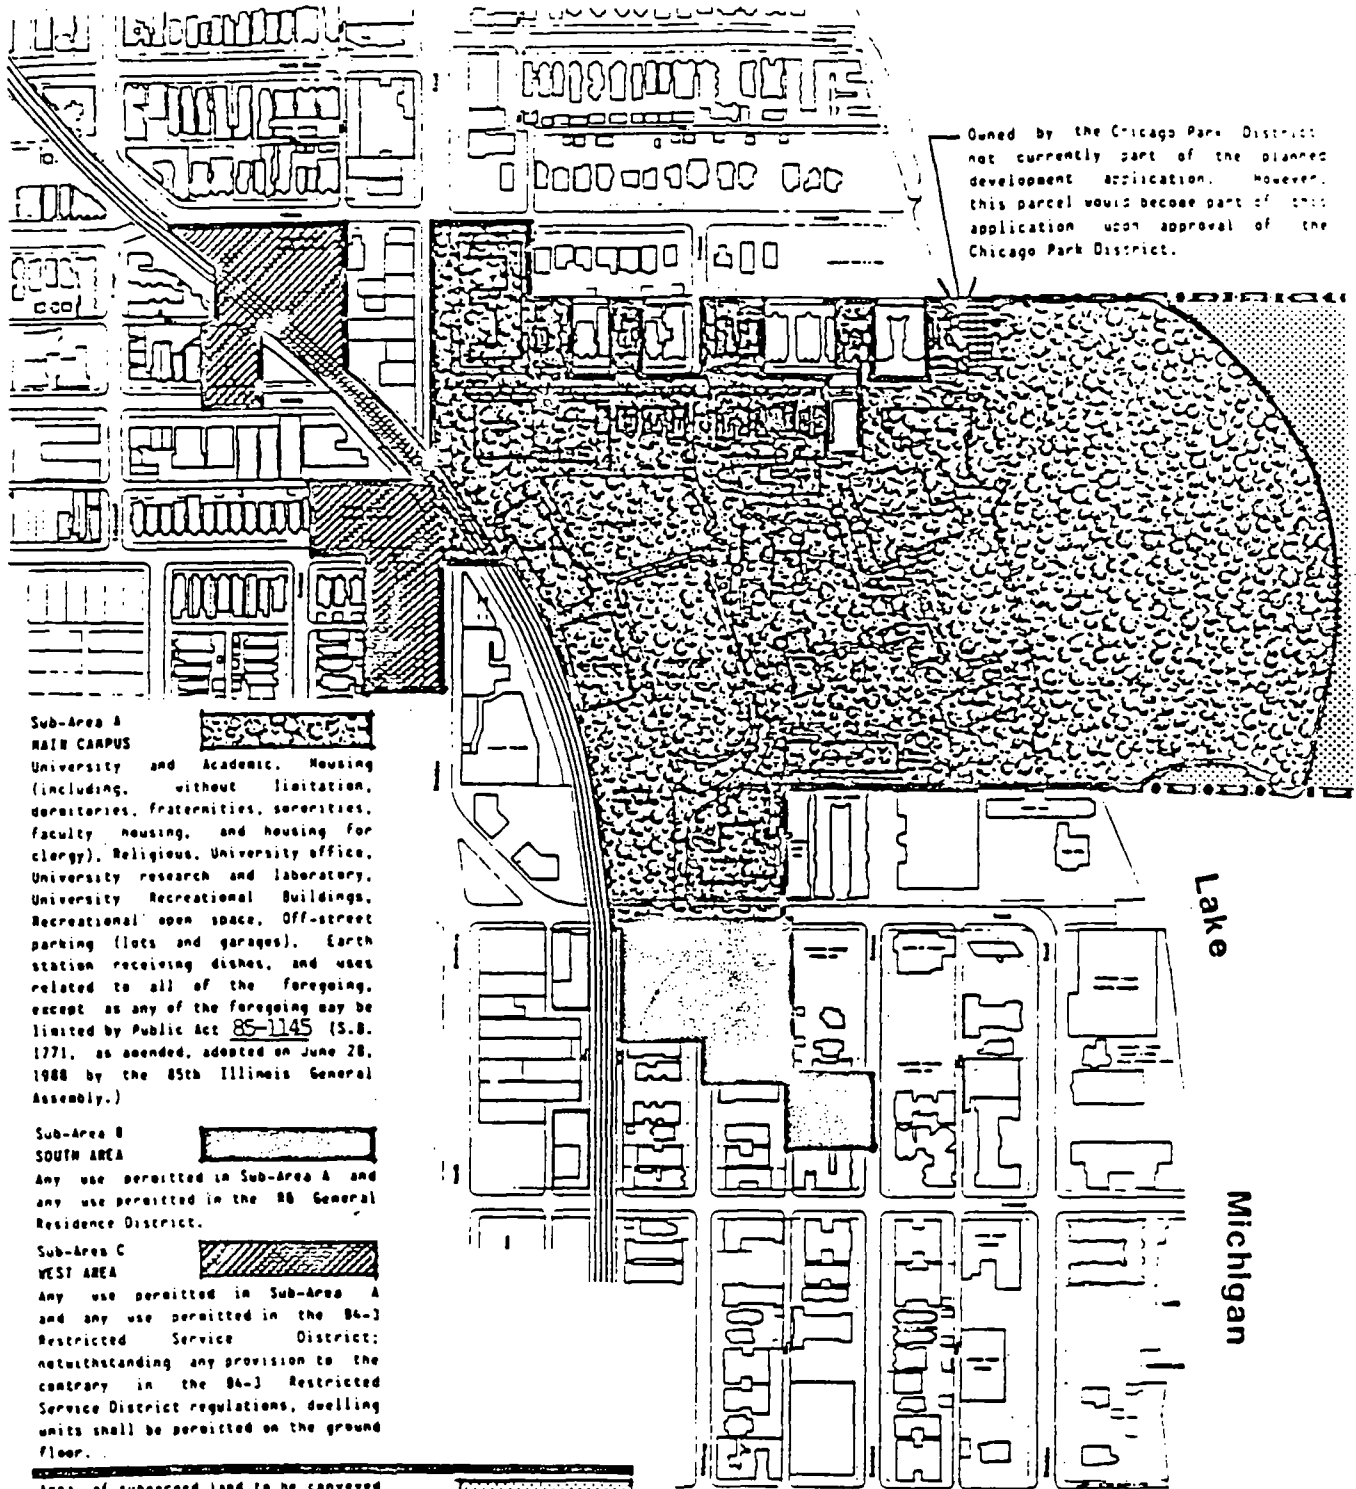 Owned by the Chicago Park District
not currently part of the planned
development application. However,
this parcel would become part of this
application upon approval of the
Chicago Park District.
Sub-Area A
MAIN CAMPUS
University and Academic, Housing
(including, without limitation,
dormitories, fraternities, sororities,
faculty housing, and housing for
clergy), Religious, University office,
University research and laboratory,
University Recreational Buildings,
Recreational open space, Off-street
parking (lots and garages), Earth
station receiving dishes, and uses
related to all of the foregoing,
except as any of the foregoing may be
limited by Public Act 85-1145 (S.B.
1771, as amended, adopted on June 28,
1988 by the 85th Illinois General
Assembly.)
Sub-Area B
SOUTH AREA
Any use permitted in Sub-Area A and
any use permitted in the R6 General
Residence District.
Sub-Area C
WEST AREA
Any use permitted in Sub-Area A
and any use permitted in the B4-3
Restricted Service District;
notwithstanding any provision to the
contrary in the B4-3 Restricted
Service District regulations, dwelling
units shall be permitted on the ground
floor.
Area of submerged land to be conveyed
Lake
Michigan